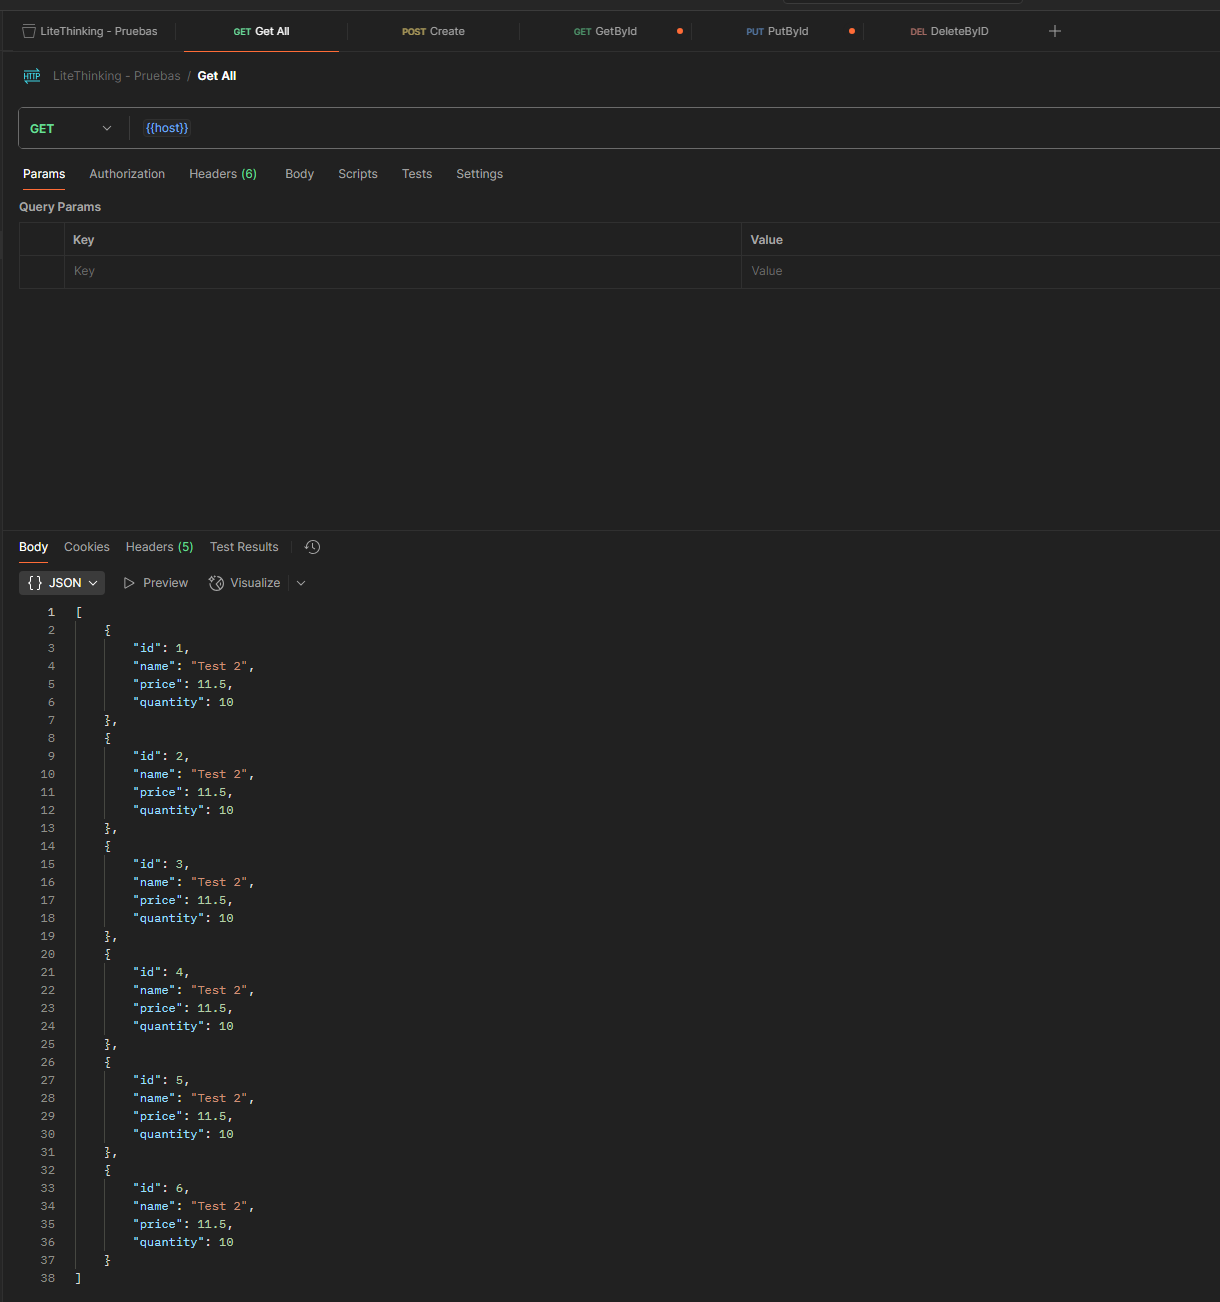 LiteThinking - Pruebas GET Get All POST Create GET GetById PUT PutById DEL DeleteByID
HTTP LiteThinking - Pruebas / Get All
GET {{host}}
Params Authorization Headers (6) Body Scripts Tests Settings
Query Params
Key Value
Key Value
Body Cookies Headers (5) Test Results
{} JSON Preview Visualize
1 [
2 {
3 "id": 1,
4 "name": "Test 2",
5 "price": 11.5,
6 "quantity": 10
7 },
8 {
9 "id": 2,
10 "name": "Test 2",
11 "price": 11.5,
12 "quantity": 10
13 },
14 {
15 "id": 3,
16 "name": "Test 2",
17 "price": 11.5,
18 "quantity": 10
19 },
20 {
21 "id": 4,
22 "name": "Test 2",
23 "price": 11.5,
24 "quantity": 10
25 },
26 {
27 "id": 5,
28 "name": "Test 2",
29 "price": 11.5,
30 "quantity": 10
31 },
32 {
33 "id": 6,
34 "name": "Test 2",
35 "price": 11.5,
36 "quantity": 10
37 }
38 ]